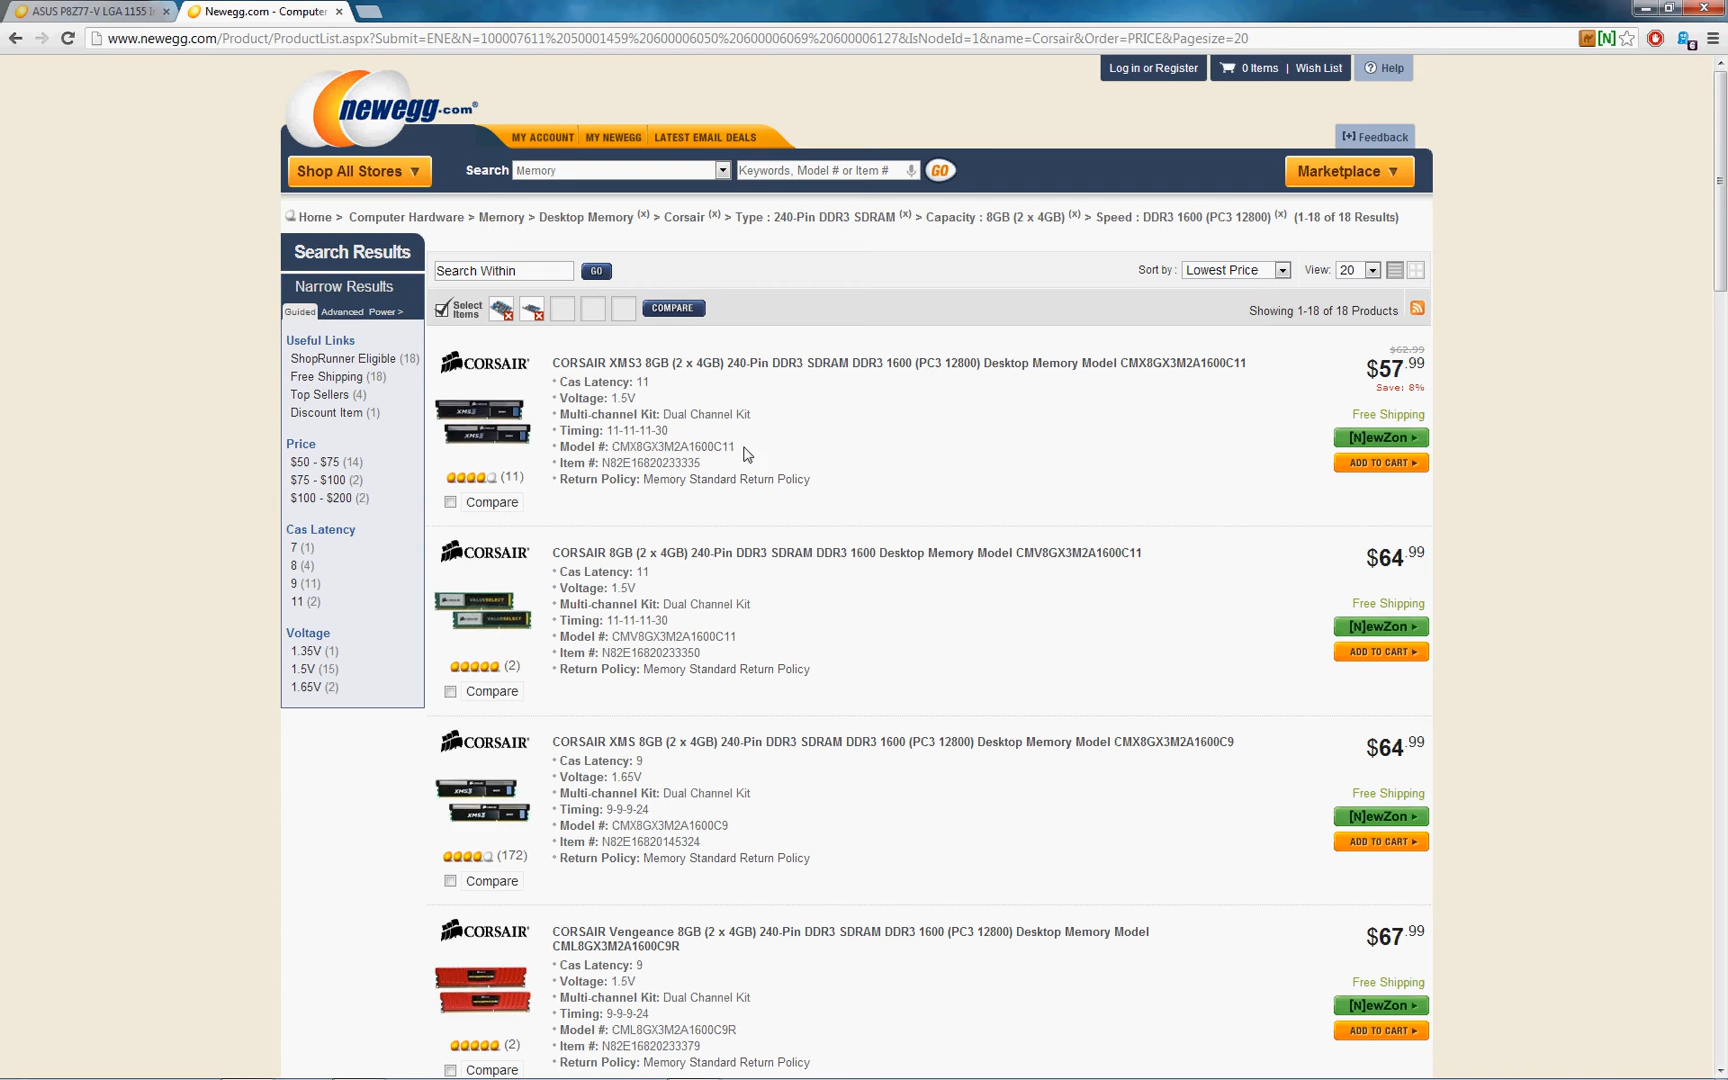 ASUS P8Z77-V LGA 1155 In
Newegg.com - Computer
www.newegg.com/Product/ProductList.aspx?Submit=ENE&N=100007611%2050001459%20600006050%20600006069%20600006127&IsNodeId=1&name=Corsair&Order=PRICE&Pagesize=20
Log in or Register
0 Items | Wish List
Help
newegg.com
MY ACCOUNT MY NEWEGG LATEST EMAIL DEALS
[+] Feedback
Shop All Stores ▼
Search Memory
Keywords, Model # or Item #
GO
Marketplace ▼
Home > Computer Hardware > Memory > Desktop Memory (x) > Corsair (x) > Type : 240-Pin DDR3 SDRAM (x) > Capacity : 8GB (2 x 4GB) (x) > Speed : DDR3 1600 (PC3 12800) (x) (1-18 of 18 Results)
Search Results
Narrow Results
Guided Advanced Power >
Useful Links
ShopRunner Eligible (18)
Free Shipping (18)
Top Sellers (4)
Discount Item (1)
Price
$50 - $75 (14)
$75 - $100 (2)
$100 - $200 (2)
Cas Latency
7 (1)
8 (4)
9 (11)
11 (2)
Voltage
1.35V (1)
1.5V (15)
1.65V (2)
Search Within
GO
Sort by : Lowest Price
View: 20
Select Items
COMPARE
Showing 1-18 of 18 Products
CORSAIR
CORSAIR XMS3 8GB (2 x 4GB) 240-Pin DDR3 SDRAM DDR3 1600 (PC3 12800) Desktop Memory Model CMX8GX3M2A1600C11
Cas Latency: 11
Voltage: 1.5V
Multi-channel Kit: Dual Channel Kit
Timing: 11-11-11-30
Model #: CMX8GX3M2A1600C11
Item #: N82E16820233335
Return Policy: Memory Standard Return Policy
(11)
Compare
$62.99
$57.99
Save: 8%
Free Shipping
[N]ewZon ▸
ADD TO CART ▸
CORSAIR
CORSAIR 8GB (2 x 4GB) 240-Pin DDR3 SDRAM DDR3 1600 Desktop Memory Model CMV8GX3M2A1600C11
Cas Latency: 11
Voltage: 1.5V
Multi-channel Kit: Dual Channel Kit
Timing: 11-11-11-30
Model #: CMV8GX3M2A1600C11
Item #: N82E16820233350
Return Policy: Memory Standard Return Policy
(2)
Compare
$64.99
Free Shipping
[N]ewZon ▸
ADD TO CART ▸
CORSAIR
CORSAIR XMS 8GB (2 x 4GB) 240-Pin DDR3 SDRAM DDR3 1600 (PC3 12800) Desktop Memory Model CMX8GX3M2A1600C9
Cas Latency: 9
Voltage: 1.65V
Multi-channel Kit: Dual Channel Kit
Timing: 9-9-9-24
Model #: CMX8GX3M2A1600C9
Item #: N82E16820145324
Return Policy: Memory Standard Return Policy
(172)
Compare
$64.99
Free Shipping
[N]ewZon ▸
ADD TO CART ▸
CORSAIR
CORSAIR Vengeance 8GB (2 x 4GB) 240-Pin DDR3 SDRAM DDR3 1600 (PC3 12800) Desktop Memory Model
CML8GX3M2A1600C9R
Cas Latency: 9
Voltage: 1.5V
Multi-channel Kit: Dual Channel Kit
Timing: 9-9-9-24
Model #: CML8GX3M2A1600C9R
Item #: N82E16820233379
Return Policy: Memory Standard Return Policy
(2)
Compare
$67.99
Free Shipping
[N]ewZon ▸
ADD TO CART ▸